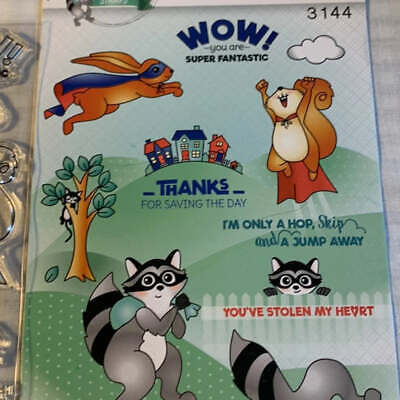 3144
WOW!
you are
SUPER FANTASTIC
THANKS
FOR SAVING THE DAY
I'M ONLY A HOP, Skip
and A JUMP AWAY
YOU'VE STOLEN MY HEART